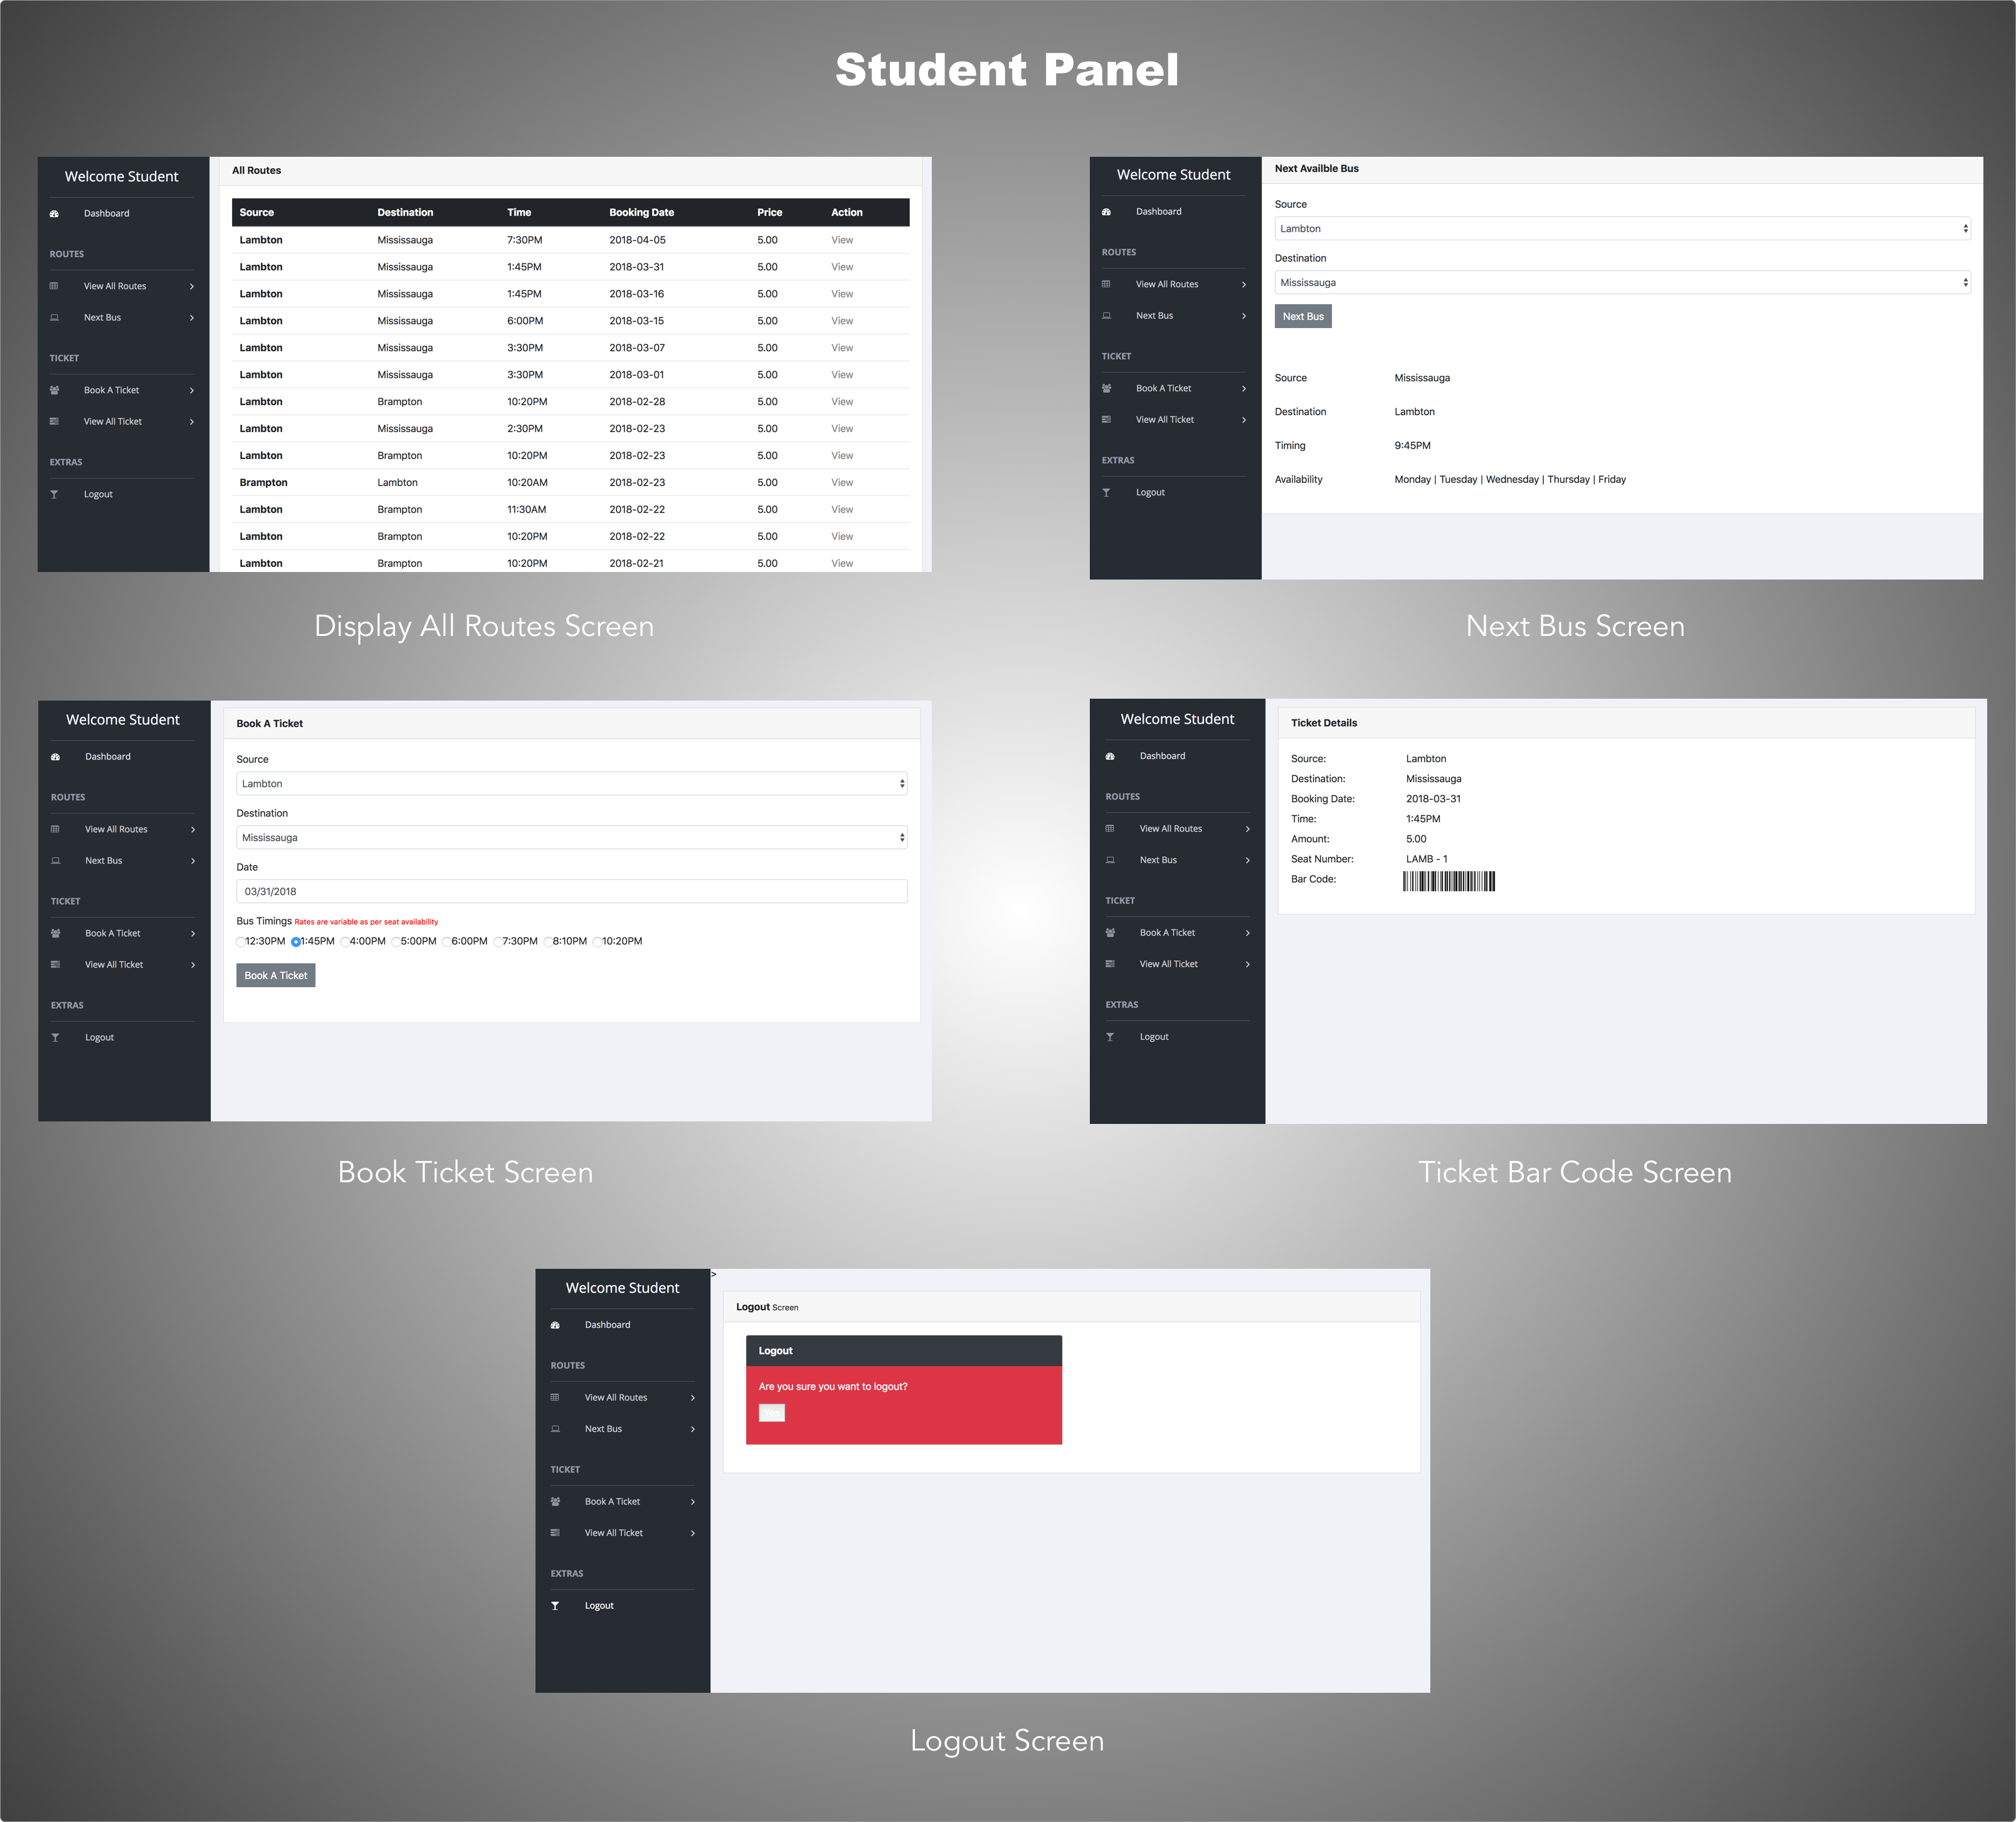 Student Panel
Welcome Student
Dashboard
ROUTES
View All Routes
Next Bus
TICKET
Book A Ticket
View All Ticket
EXTRAS
Logout
All Routes
Source Destination Time Booking Date Price Action
Lambton Mississauga 7:30PM 2018-04-05 5.00 View
Lambton Mississauga 1:45PM 2018-03-31 5.00 View
Lambton Mississauga 1:45PM 2018-03-16 5.00 View
Lambton Mississauga 6:00PM 2018-03-15 5.00 View
Lambton Mississauga 3:30PM 2018-03-07 5.00 View
Lambton Mississauga 3:30PM 2018-03-01 5.00 View
Lambton Brampton 10:20PM 2018-02-28 5.00 View
Lambton Mississauga 2:30PM 2018-02-23 5.00 View
Lambton Brampton 10:20PM 2018-02-23 5.00 View
Brampton Lambton 10:20AM 2018-02-23 5.00 View
Lambton Brampton 11:30AM 2018-02-22 5.00 View
Lambton Brampton 10:20PM 2018-02-22 5.00 View
Lambton Brampton 10:20PM 2018-02-21 5.00 View
Display All Routes Screen
Welcome Student
Dashboard
ROUTES
View All Routes
Next Bus
TICKET
Book A Ticket
View All Ticket
EXTRAS
Logout
Next Availble Bus
Source
Lambton
Destination
Mississauga
Next Bus
Source Mississauga
Destination Lambton
Timing 9:45PM
Availability Monday | Tuesday | Wednesday | Thursday | Friday
Next Bus Screen
Welcome Student
Dashboard
ROUTES
View All Routes
Next Bus
TICKET
Book A Ticket
View All Ticket
EXTRAS
Logout
Book A Ticket
Source
Lambton
Destination
Mississauga
Date
03/31/2018
Bus Timings Rates are variable as per seat availability
12:30PM 1:45PM 4:00PM 5:00PM 6:00PM 7:30PM 8:10PM 10:20PM
Book A Ticket
Book Ticket Screen
Welcome Student
Dashboard
ROUTES
View All Routes
Next Bus
TICKET
Book A Ticket
View All Ticket
EXTRAS
Logout
Ticket Details
Source: Lambton
Destination: Mississauga
Booking Date: 2018-03-31
Time: 1:45PM
Amount: 5.00
Seat Number: LAMB - 1
Bar Code:
Ticket Bar Code Screen
Welcome Student
Dashboard
ROUTES
View All Routes
Next Bus
TICKET
Book A Ticket
View All Ticket
EXTRAS
Logout
>
Logout Screen
Logout
Are you sure you want to logout?
Yes
Logout Screen